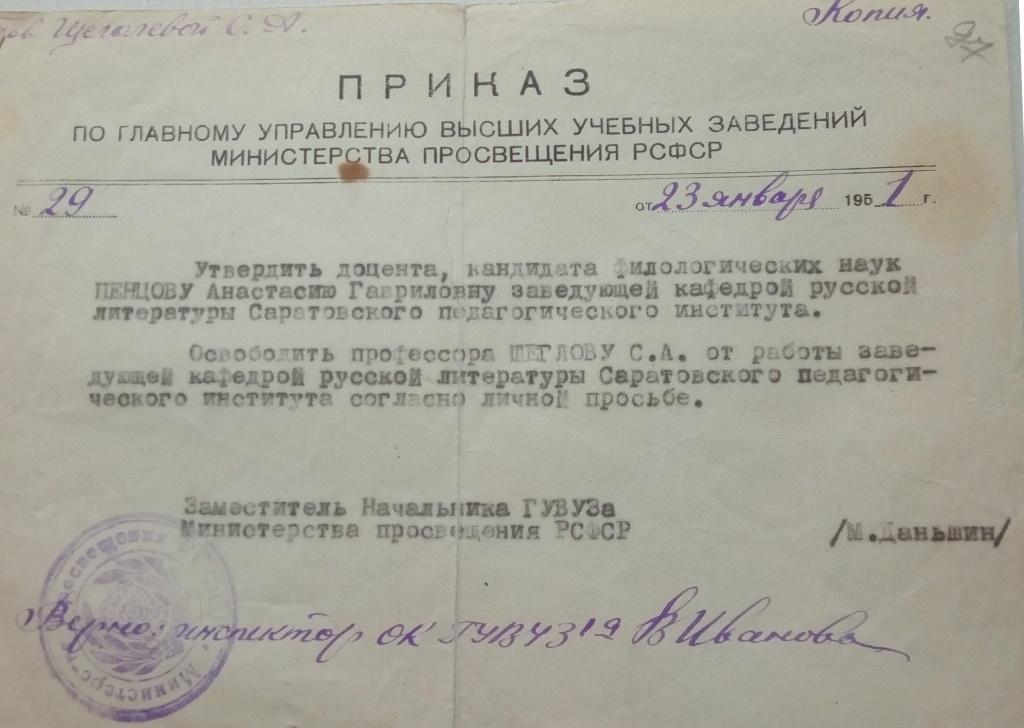 Щеголевой С. А.
Копия.
97
ПРИКАЗ
ПО ГЛАВНОМУ УПРАВЛЕНИЮ ВЫСШИХ УЧЕБНЫХ ЗАВЕДЕНИЙ
МИНИСТЕРСТВА ПРОСВЕЩЕНИЯ РСФСР
№ 29
от 23 января 1951 г.
Утвердить доцента, кандидата филологических наук
ПЕНЦОВУ Анастасию Гавриловну заведующей кафедрой русской
литературы Саратовского педагогического института.
Освободить профессора ЩЕГЛОВУ С.А. от работы заве-
дующей кафедрой русской литературы Саратовского педагоги-
ческого института согласно личной просьбе.
Заместитель Начальника ГУВУЗа
Министерства просвещения РСФСР
/М.Даньшин/
Верно: инспектор ОК ГУВУЗ'а ВИванова